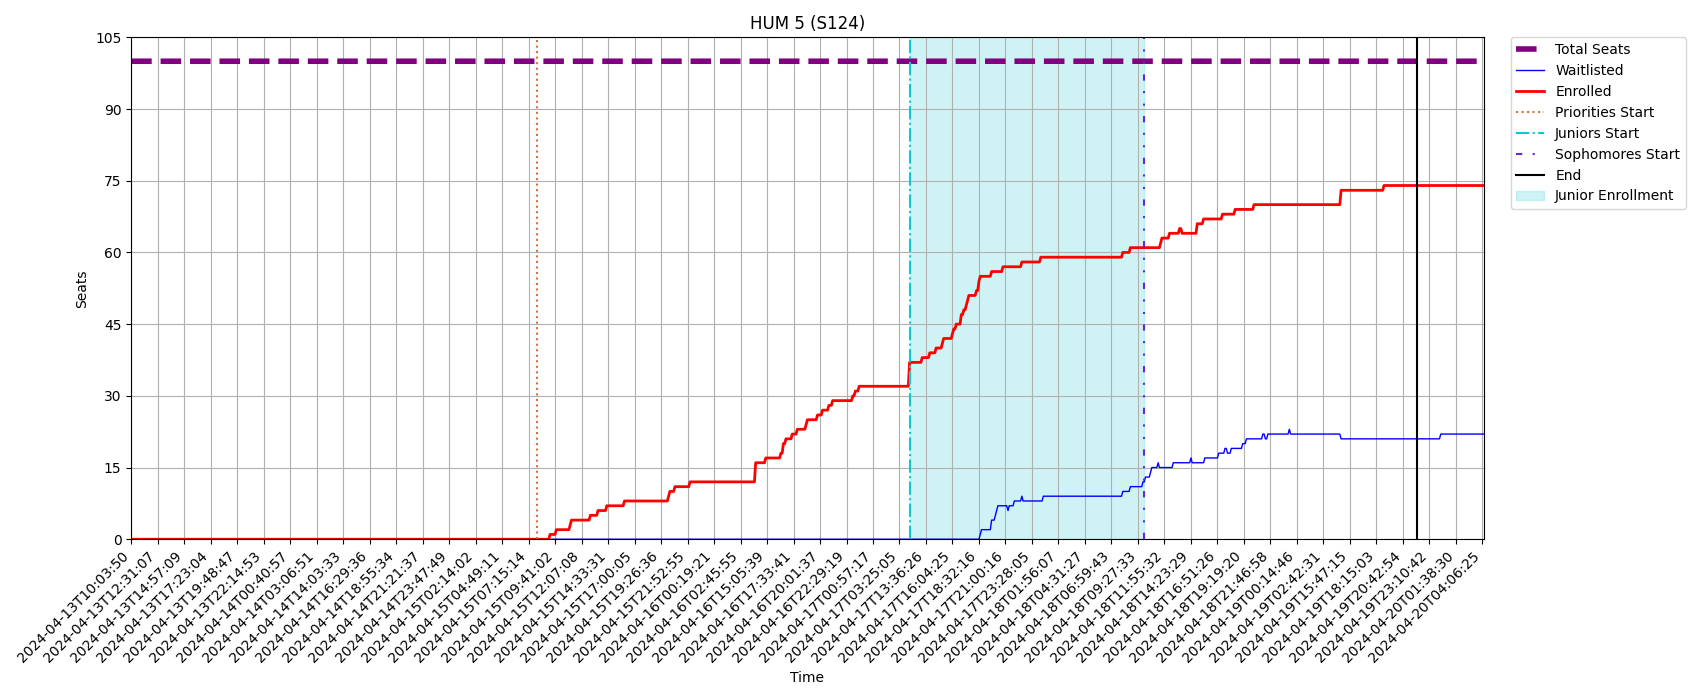 HUM 5 (S124)
105
90
75
60
45
30
15
0
Seats
2024-04-13T10:03:50
2024-04-13T12:31:07
2024-04-13T14:57:09
2024-04-13T17:23:04
2024-04-13T19:48:47
2024-04-13T22:14:53
2024-04-14T00:40:57
2024-04-14T03:06:51
2024-04-14T14:03:33
2024-04-14T16:29:36
2024-04-14T18:55:34
2024-04-14T21:21:37
2024-04-14T23:47:49
2024-04-15T02:14:02
2024-04-15T04:49:11
2024-04-15T07:15:14
2024-04-15T09:41:02
2024-04-15T12:07:08
2024-04-15T14:33:31
2024-04-15T17:00:05
2024-04-15T19:26:36
2024-04-15T21:52:55
2024-04-16T00:19:21
2024-04-16T02:45:55
2024-04-16T15:05:39
2024-04-16T17:33:41
2024-04-16T20:01:37
2024-04-16T22:29:19
2024-04-17T00:57:17
2024-04-17T03:25:05
2024-04-17T13:36:26
2024-04-17T16:04:25
2024-04-17T18:32:16
2024-04-17T21:00:16
2024-04-17T23:28:05
2024-04-18T01:56:07
2024-04-18T04:31:27
2024-04-18T06:59:43
2024-04-18T09:27:33
2024-04-18T11:55:32
2024-04-18T14:23:29
2024-04-18T16:51:26
2024-04-18T19:19:20
2024-04-18T21:46:58
2024-04-19T00:14:46
2024-04-19T02:42:31
2024-04-19T15:47:15
2024-04-19T18:15:03
2024-04-19T20:42:54
2024-04-19T23:10:42
2024-04-20T01:38:30
2024-04-20T04:06:25
Time
Total Seats
Waitlisted
Enrolled
Priorities Start
Juniors Start
Sophomores Start
End
Junior Enrollment